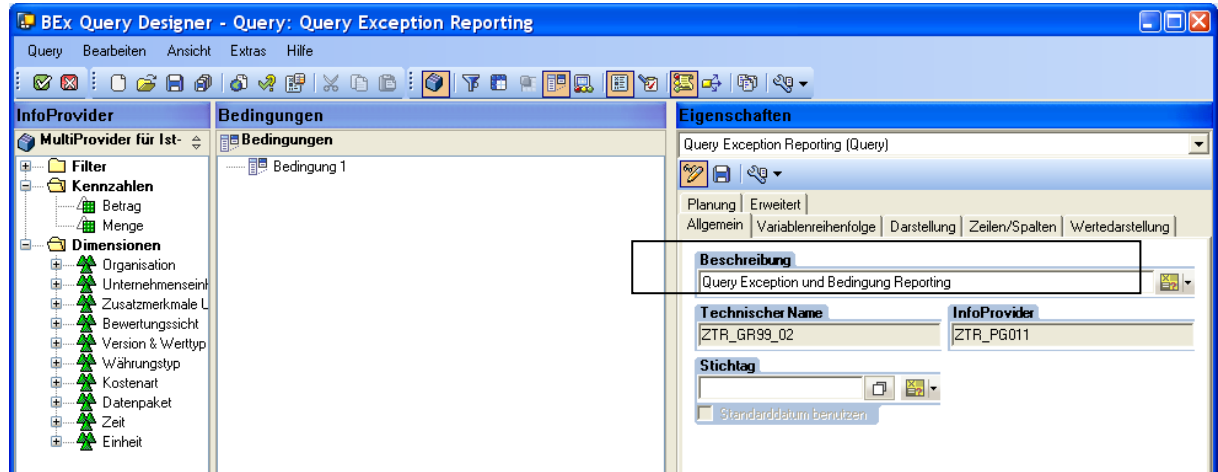 BEx Query Designer - Query: Query Exception Reporting
Query Bearbeiten Ansicht Extras Hilfe
InfoProvider
MultiProvider für Ist-
Filter
Kennzahlen
Betrag
Menge
Dimensionen
Organisation
Unternehmenseinh
Zusatzmerkmale U
Bewertungssicht
Version & Werttyp
Währungstyp
Kostenart
Datenpaket
Zeit
Einheit
Bedingungen
Bedingungen
Bedingung 1
Eigenschaften
Query Exception Reporting (Query)
Planung Erweitert
Allgemein Variablenreihenfolge Darstellung Zeilen/Spalten Wertedarstellung
Beschreibung
Query Exception und Bedingung Reporting
Technischer Name InfoProvider
ZTR_GR99_02 ZTR_PG011
Stichtag
Standarddatum benutzen